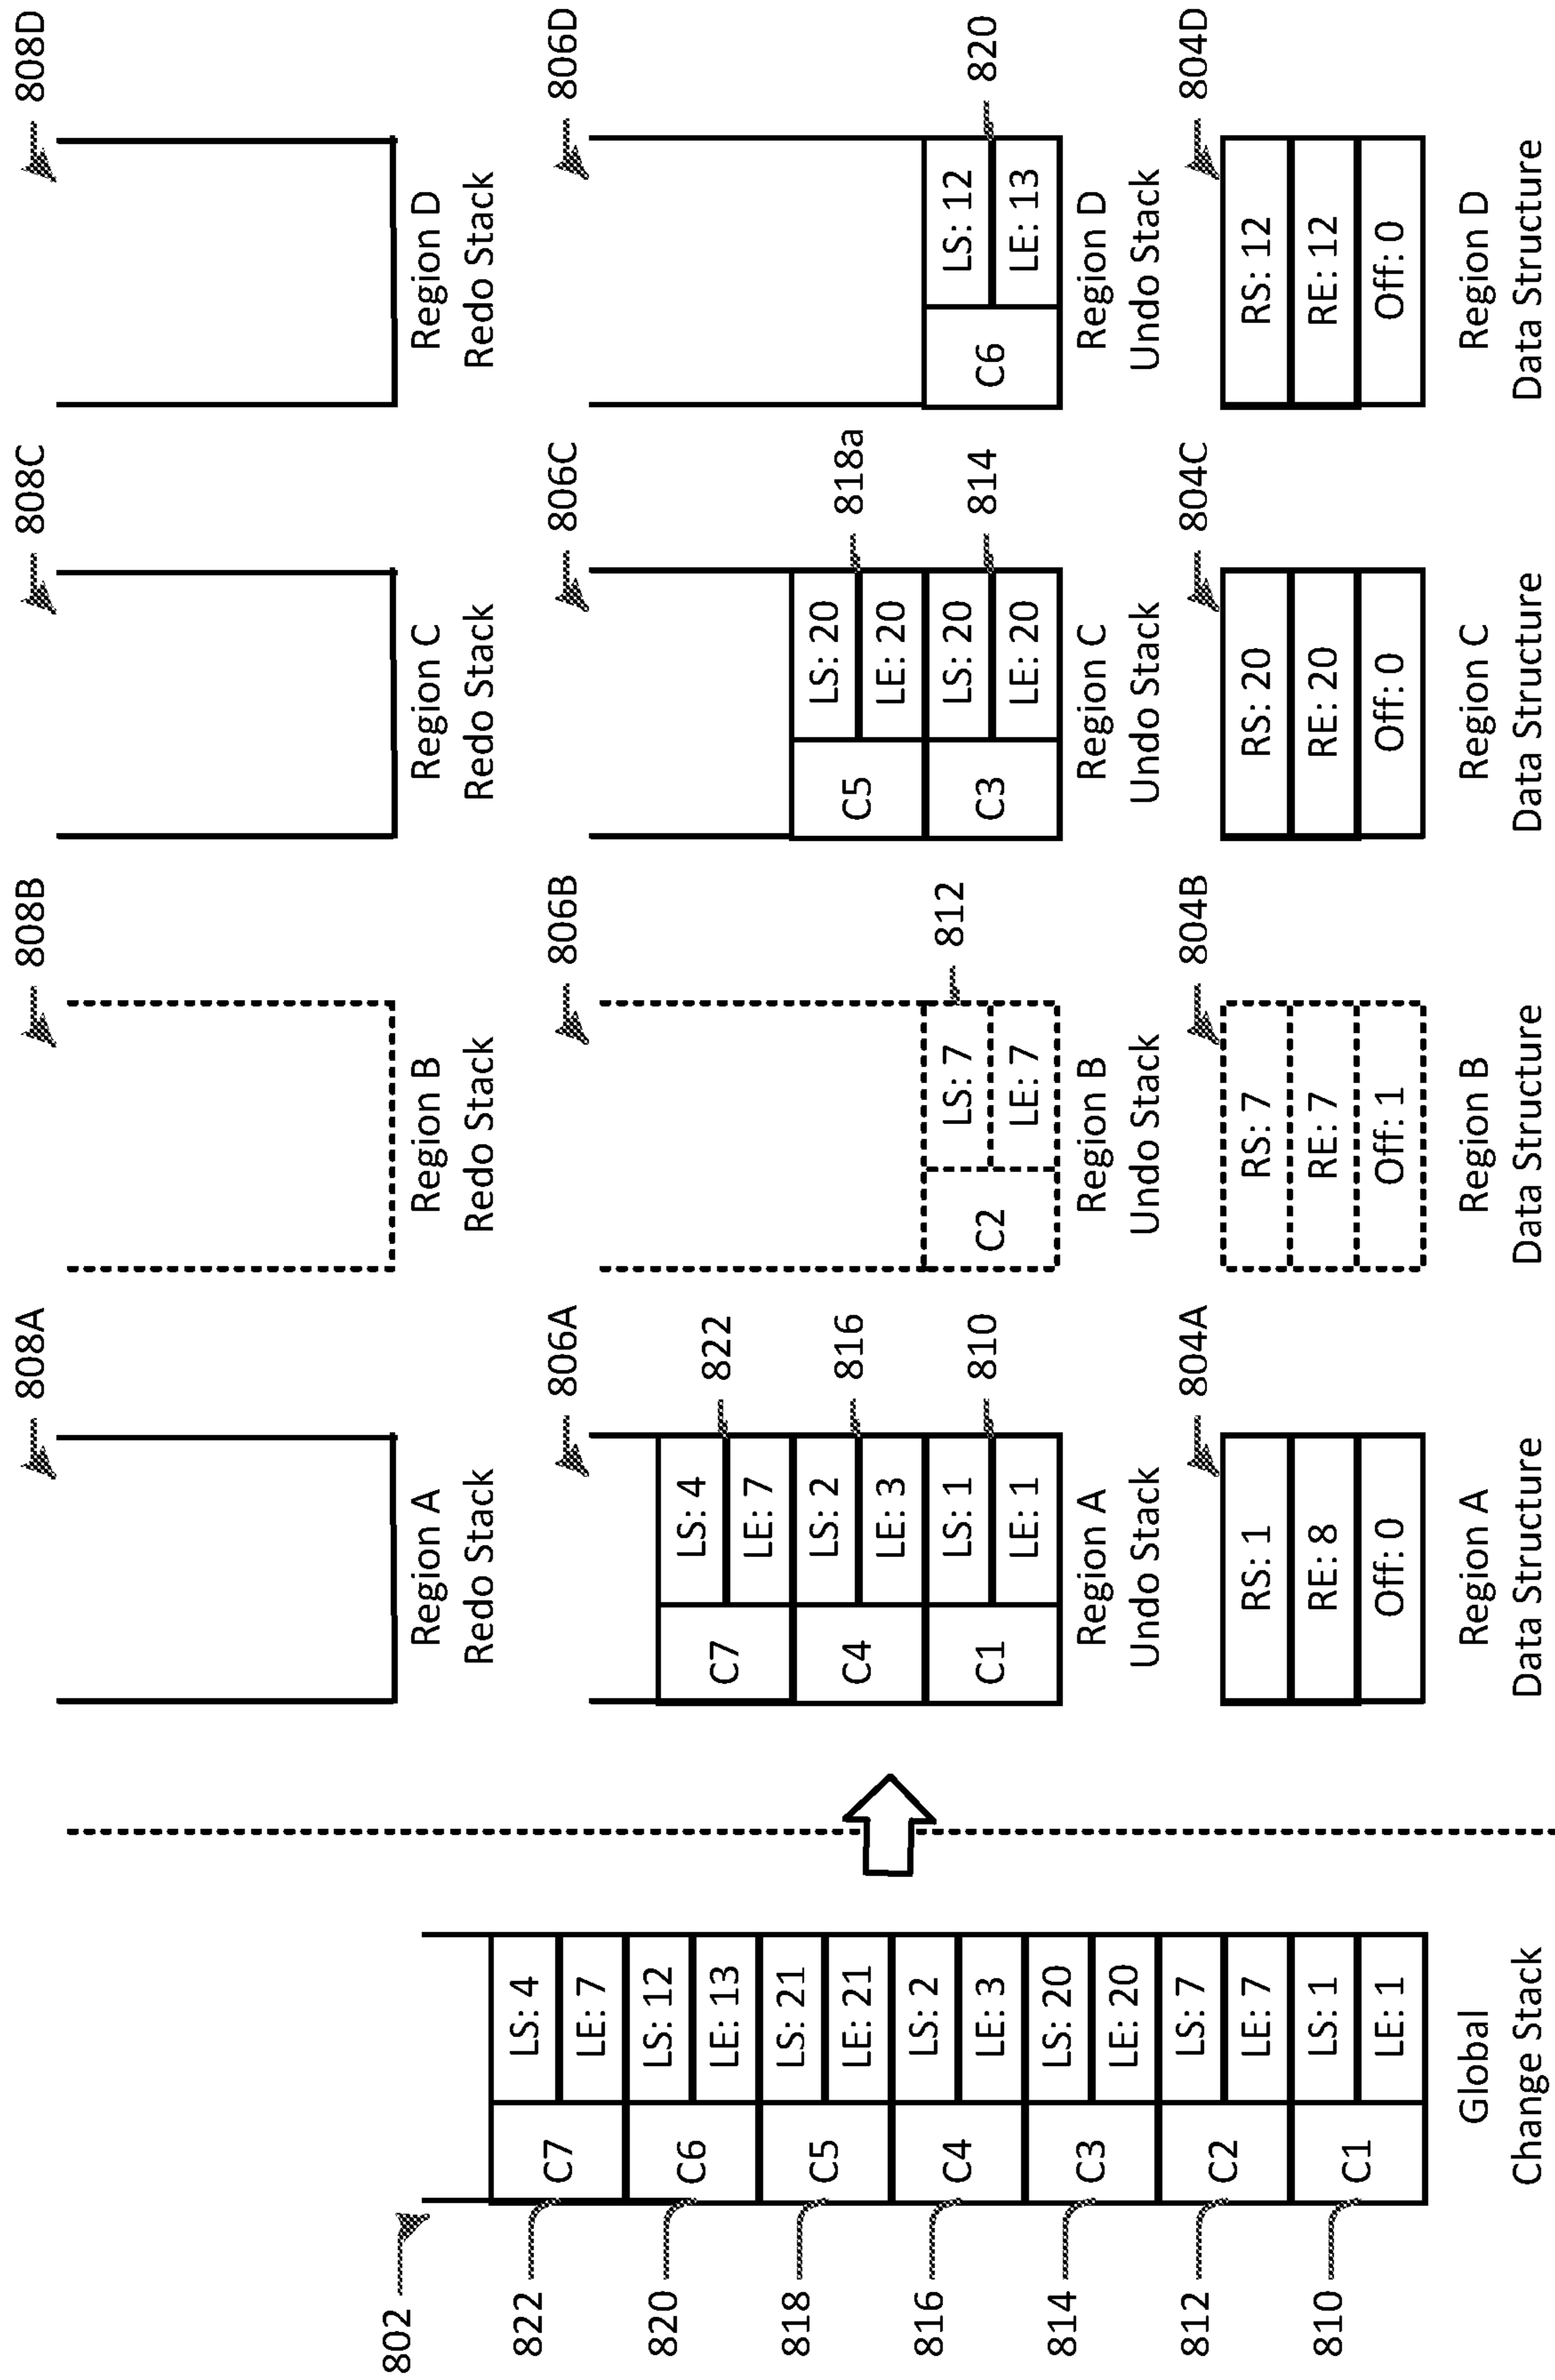 802
822
C7
LS: 4
LE: 7
820
C6
LS: 12
LE: 13
818
C5
LS: 21
LE: 21
816
C4
LS: 2
LE: 3
814
C3
LS: 20
LE: 20
812
C2
LS: 7
LE: 7
810
C1
LS: 1
LE: 1
Global
Change Stack
808A
Region A
Redo Stack
806A
C7
LS: 4
LE: 7
822
C4
LS: 2
LE: 3
816
C1
LS: 1
LE: 1
810
Region A
Undo Stack
804A
RS: 1
RE: 8
Off: 0
Region A
Data Structure
808B
Region B
Redo Stack
806B
C2
LS: 7
LE: 7
812
Region B
Undo Stack
804B
RS: 7
RE: 7
Off: 1
Region B
Data Structure
808C
Region C
Redo Stack
806C
C5
LS: 20
LE: 20
818a
C3
LS: 20
LE: 20
814
Region C
Undo Stack
804C
RS: 20
RE: 20
Off: 0
Region C
Data Structure
808D
Region D
Redo Stack
806D
C6
LS: 12
LE: 13
820
Region D
Undo Stack
804D
RS: 12
RE: 12
Off: 0
Region D
Data Structure